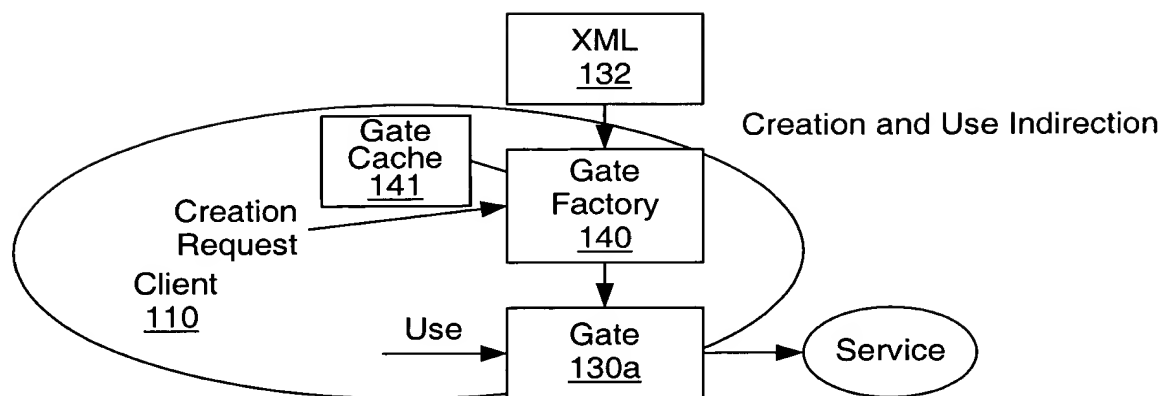 XML
132
Creation and Use Indirection
Gate
Cache
141
Gate
Factory
140
Creation
Request
Client
110
Use
Gate
130a
Service